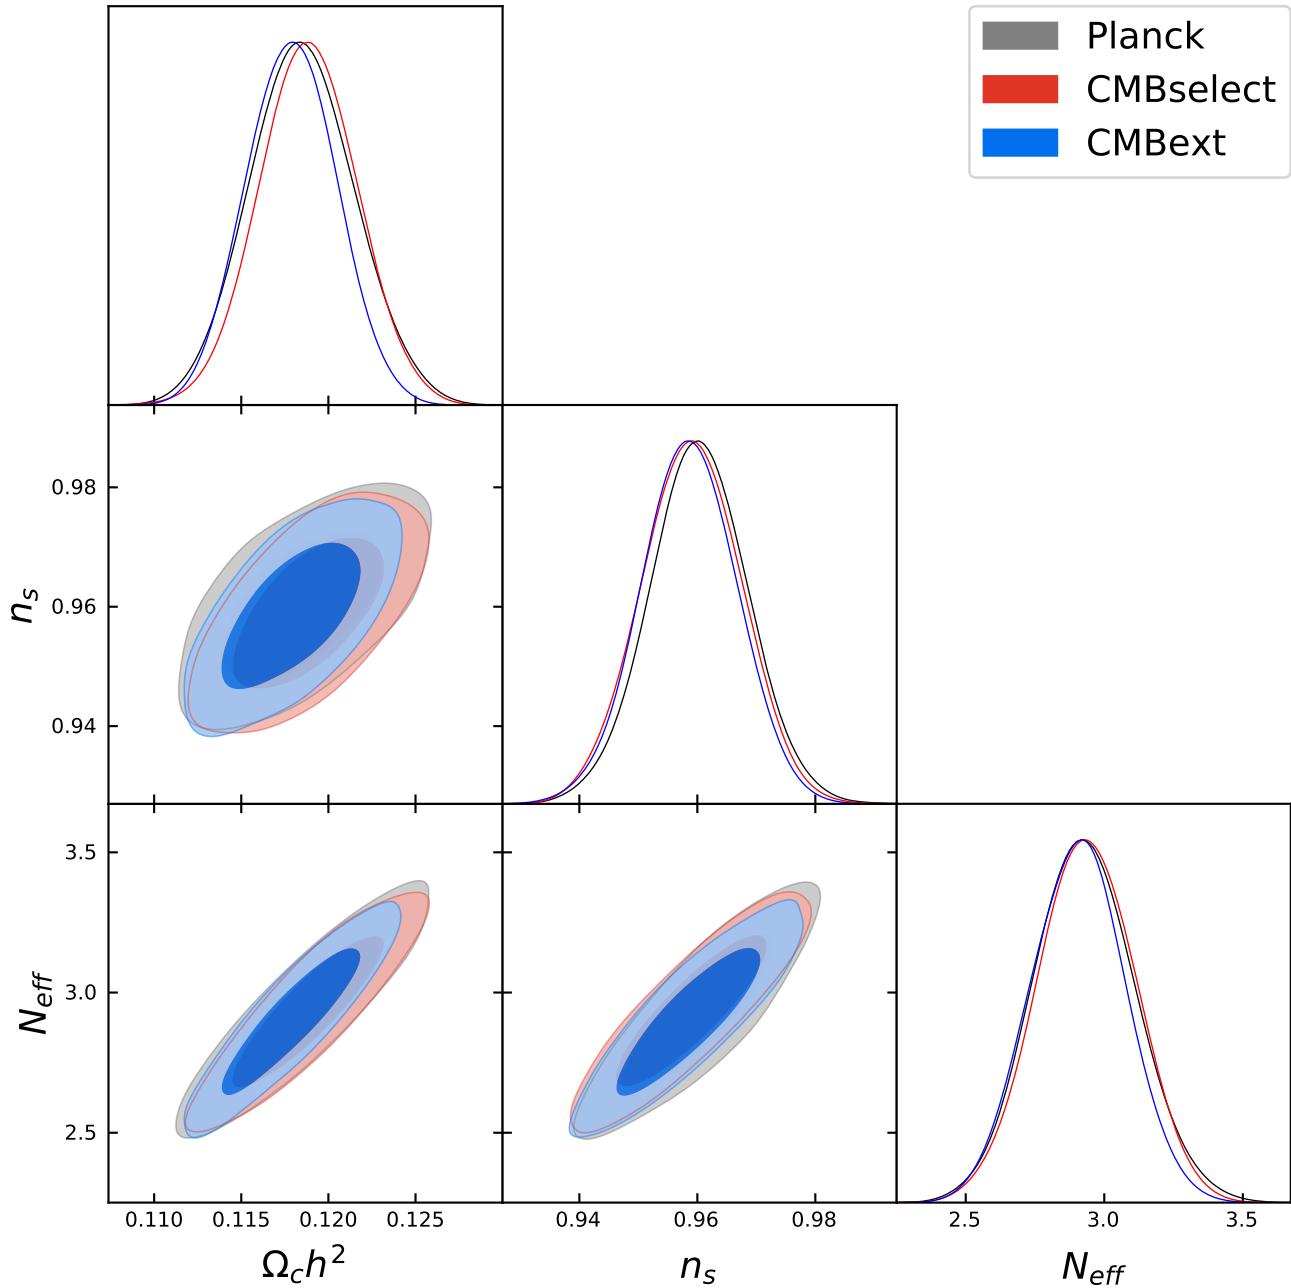 Planck
CMBselect
CMBext
0.98
0.96
0.94
n_s
3.5
3.0
2.5
N_eff
0.110 0.115 0.120 0.125
0.94 0.96 0.98
2.5 3.0 3.5
Ω_c h²
n_s
N_eff